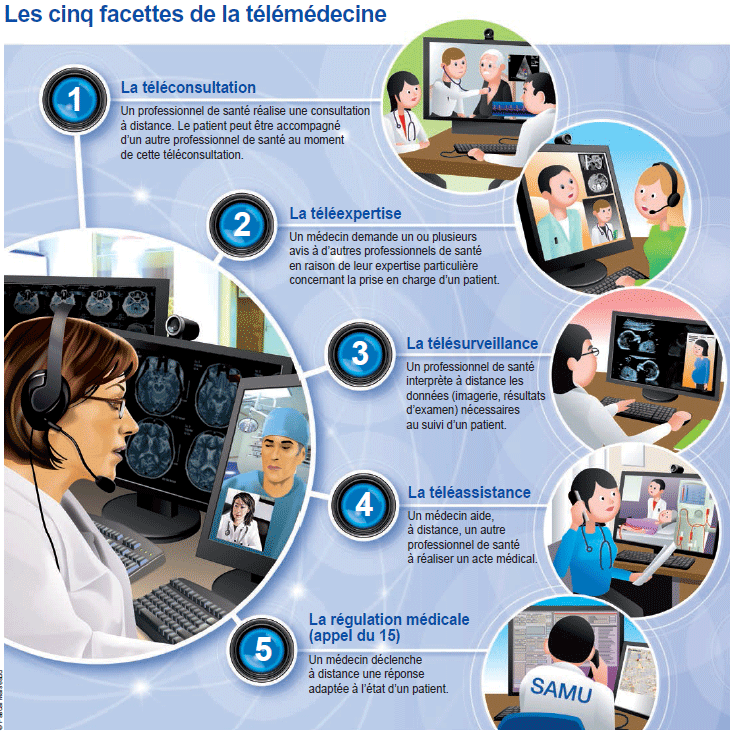 Les cinq facettes de la télémédecine
1
La téléconsultation
Un professionnel de santé réalise une consultation
à distance. Le patient peut être accompagné
d'un autre professionnel de santé au moment
de cette téléconsultation.
2
La téléexpertise
Un médecin demande un ou plusieurs
avis à d'autres professionnels de santé
en raison de leur expertise particulière
concernant la prise en charge d'un patient.
3
La télésurveillance
Un professionnel de santé
interprète à distance les
données (imagerie, résultats
d'examen) nécessaires
au suivi d'un patient.
4
La téléassistance
Un médecin aide,
à distance, un autre
professionnel de santé
à réaliser un acte médical.
5
La régulation médicale
(appel du 15)
Un médecin déclenche
à distance une réponse
adaptée à l'état d'un patient.
SAMU